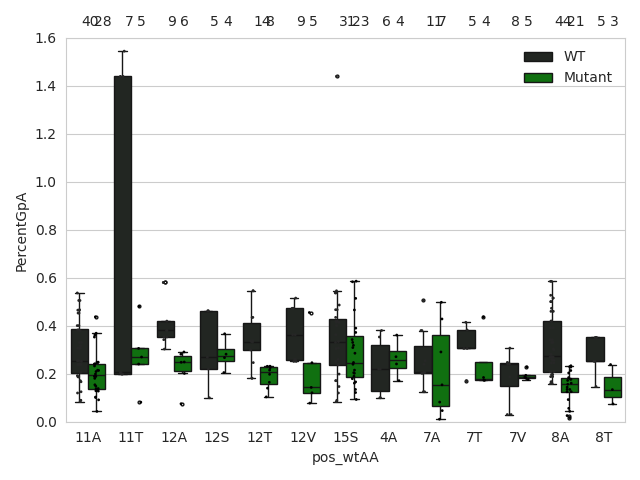 40 28 7 5 9 6 5 4 14 8 9 5 31 23 6 4 11 7 5 4 8 5 44 21 5 3
1.6
1.4
1.2
1.0
0.8
0.6
0.4
0.2
0.0
PercentGpA
WT
Mutant
11A 11T 12A 12S 12T 12V 15S 4A 7A 7T 7V 8A 8T
pos_wtAA